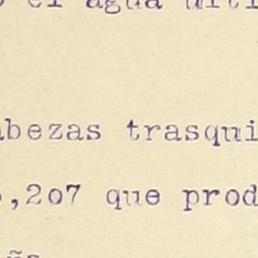 el agua
abezas trasqui
,207 que prod